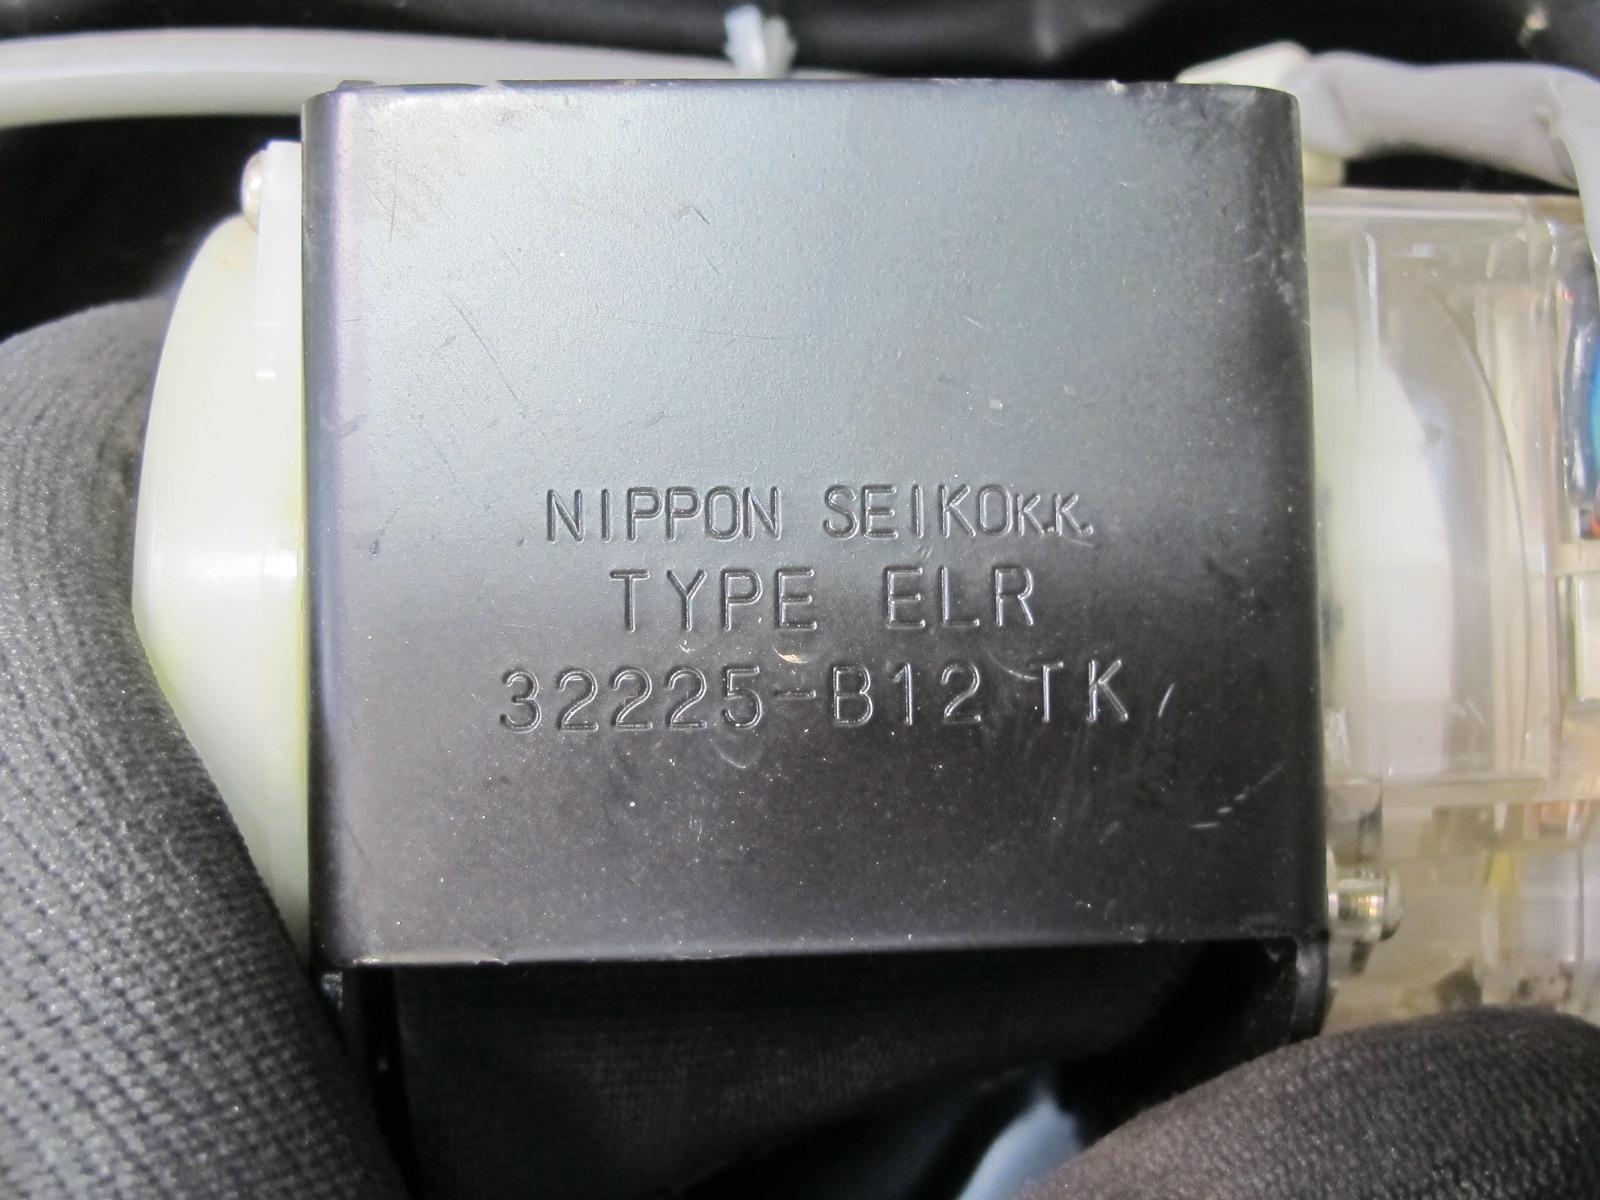 NIPPON SEIKO K.K.
TYPE ELR
32225-B12 TK